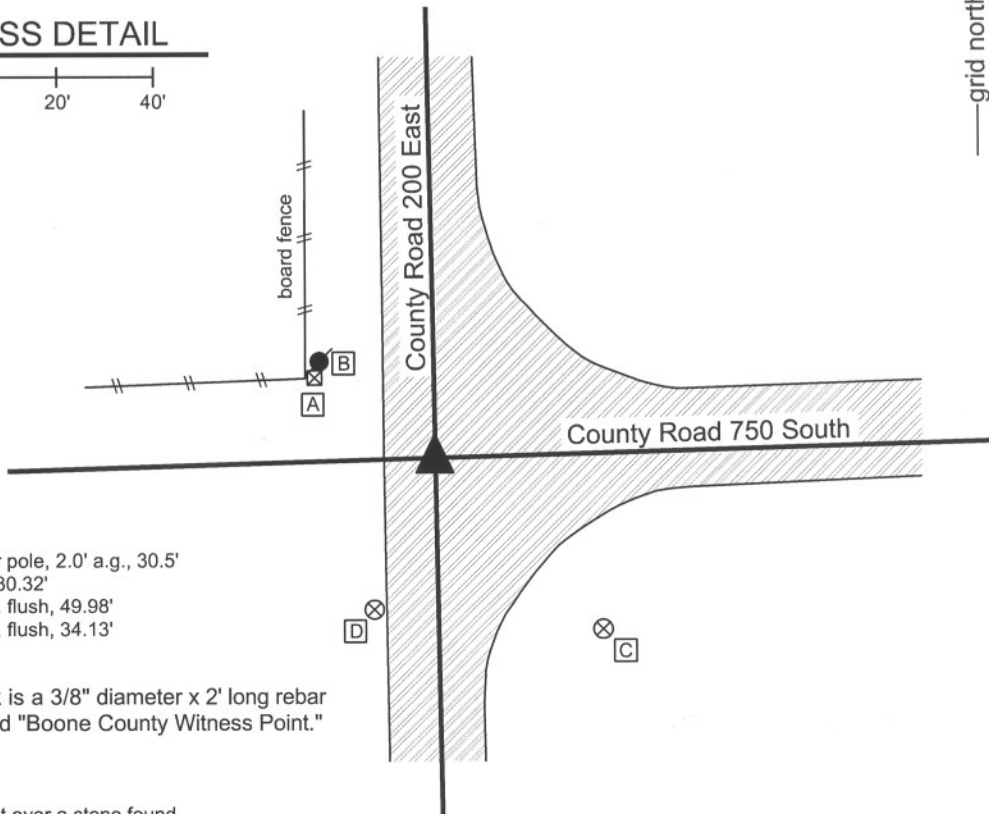 SS DETAIL
20' 40'
grid north
County Road 200 East
board fence
B
A
County Road 750 South
pole, 2.0' a.g., 30.5'
30.32'
flush, 49.98'
flush, 34.13'
D
C
is a 3/8" diameter x 2' long rebar
"Boone County Witness Point."
over a stone found